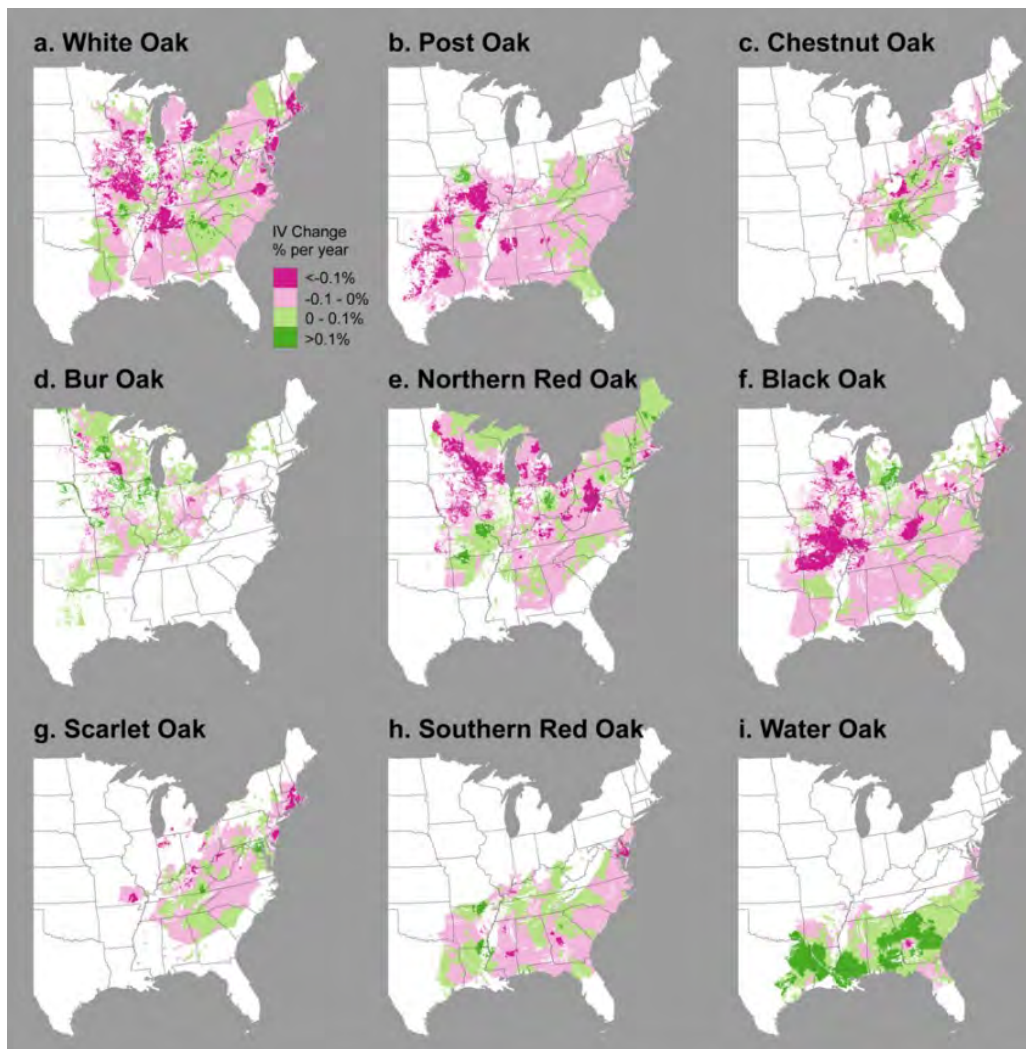 a. White Oak
b. Post Oak
c. Chestnut Oak
IV Change
% per year
<-0.1%
-0.1 - 0%
0 - 0.1%
>0.1%
d. Bur Oak
e. Northern Red Oak
f. Black Oak
g. Scarlet Oak
h. Southern Red Oak
i. Water Oak